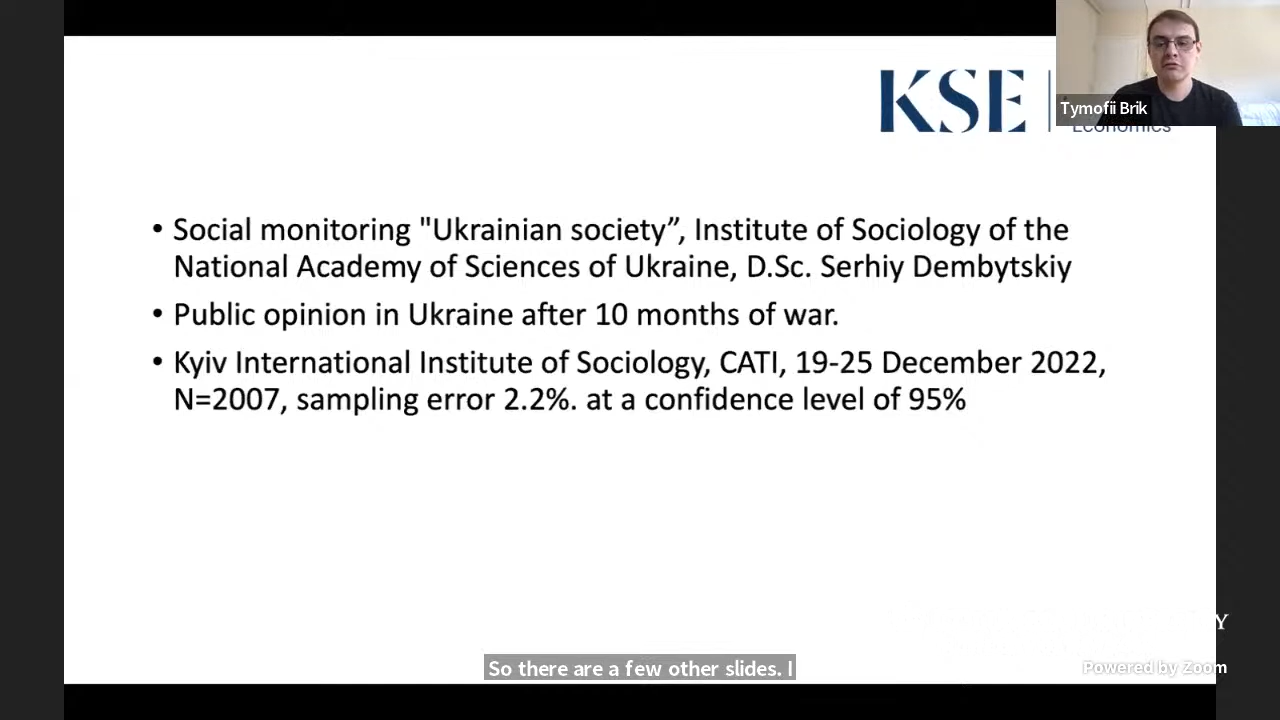 KSE
Economics
Tymofii Brik
• Social monitoring "Ukrainian society”, Institute of Sociology of the
National Academy of Sciences of Ukraine, D.Sc. Serhiy Dembytskiy
• Public opinion in Ukraine after 10 months of war.
• Kyiv International Institute of Sociology, CATI, 19-25 December 2022,
N=2007, sampling error 2.2%. at a confidence level of 95%
Y
So there are a few other slides. I
Powered by Zoom